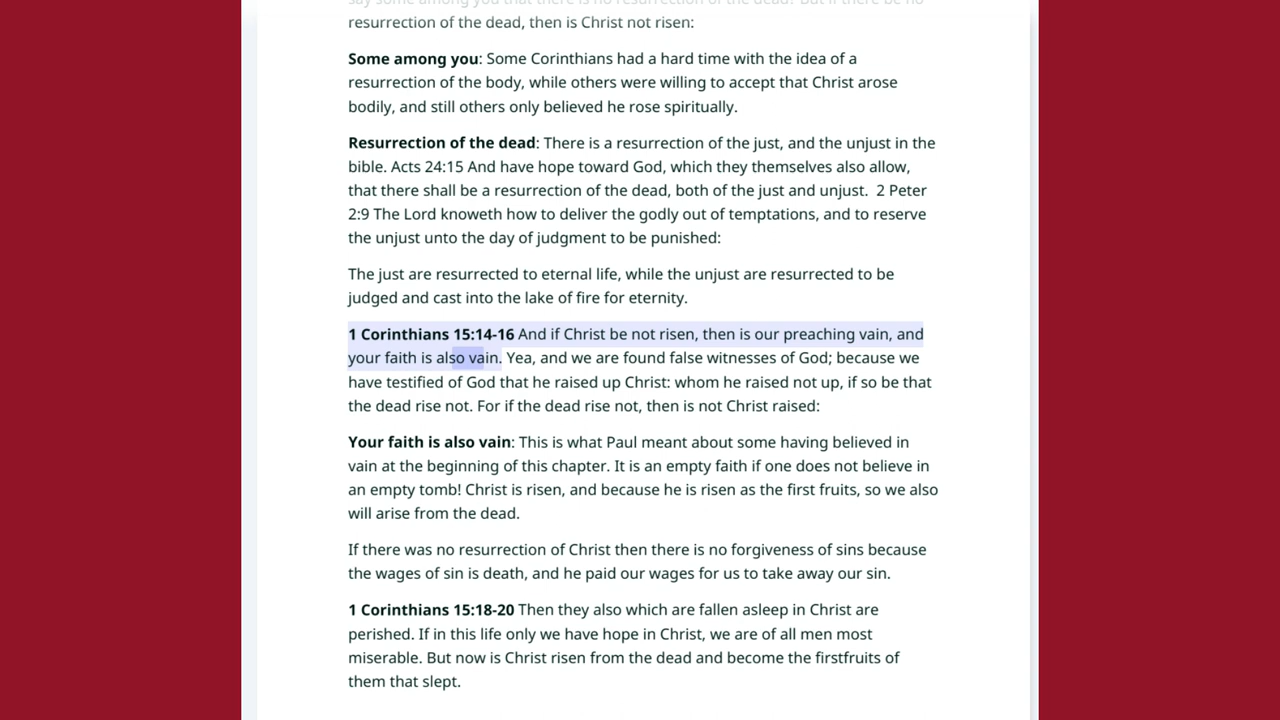 say some among you that there is no resurrection of the dead? But if there be no
resurrection of the dead, then is Christ not risen:
Some among you: Some Corinthians had a hard time with the idea of a
resurrection of the body, while others were willing to accept that Christ arose
bodily, and still others only believed he rose spiritually.
Resurrection of the dead: There is a resurrection of the just, and the unjust in the
bible. Acts 24:15 And have hope toward God, which they themselves also allow,
that there shall be a resurrection of the dead, both of the just and unjust.  2 Peter
2:9 The Lord knoweth how to deliver the godly out of temptations, and to reserve
the unjust unto the day of judgment to be punished:
The just are resurrected to eternal life, while the unjust are resurrected to be
judged and cast into the lake of fire for eternity.
1 Corinthians 15:14-16 And if Christ be not risen, then is our preaching vain, and
your faith is also vain. Yea, and we are found false witnesses of God; because we
have testified of God that he raised up Christ: whom he raised not up, if so be that
the dead rise not. For if the dead rise not, then is not Christ raised:
Your faith is also vain: This is what Paul meant about some having believed in
vain at the beginning of this chapter. It is an empty faith if one does not believe in
an empty tomb! Christ is risen, and because he is risen as the first fruits, so we also
will arise from the dead.
If there was no resurrection of Christ then there is no forgiveness of sins because
the wages of sin is death, and he paid our wages for us to take away our sin.
1 Corinthians 15:18-20 Then they also which are fallen asleep in Christ are
perished. If in this life only we have hope in Christ, we are of all men most
miserable. But now is Christ risen from the dead and become the firstfruits of
them that slept.